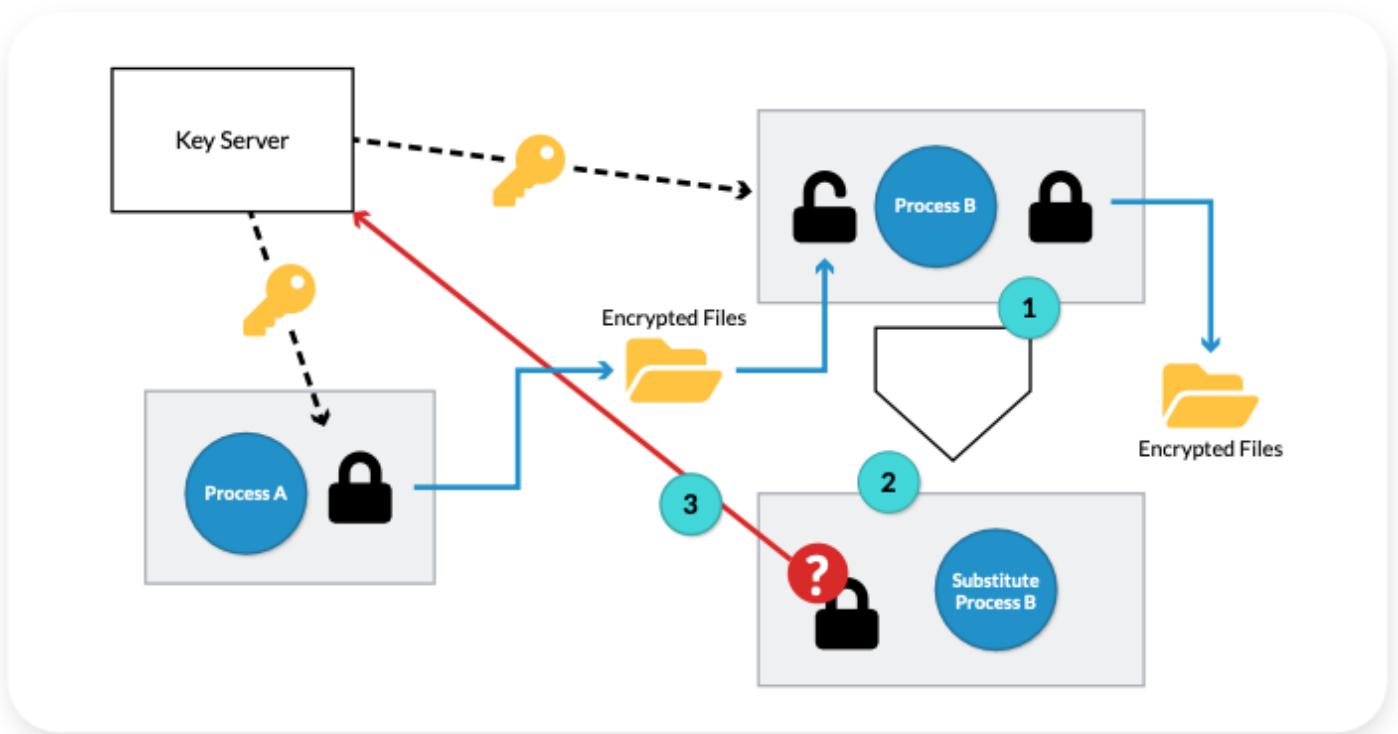 Key Server
Process B
1
Encrypted Files
Encrypted Files
Process A
2
3
?
Substitute
Process B